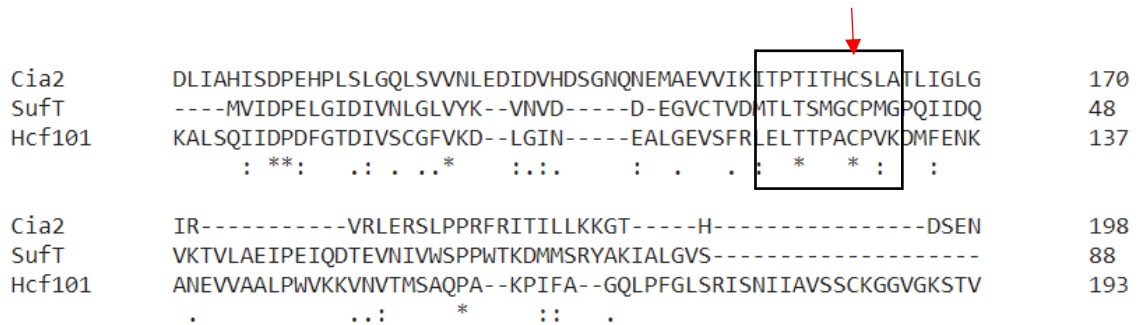 Cia2 DLIAHISDPEHPLSLGQLSVVNLEDIDVHDSGNQNEMAEVVIKITPTITHCSLATLIGLG 170
SufT ----MVIDPELGIDIVNLGLVYK--VNVD-----D-EGVCTVDMTLTSMGCPMGPQIIDQ 48
Hcf101 KALSQIIDPDFGTDIVSCGFVKD--LGIN-----EALGEVSFRLELTTPACPVKDMFENK 137
: **: .: . ..* :.:. : . . : * * : :
Cia2 IR-----------VRLERSLPPRFRITILLKKGT-----H----------------DSEN 198
SufT VKTVLAEIPEIQDTEVNIVWSPPWTKDMMSRYAKIALGVS-------------------- 88
Hcf101 ANEVVAALPWVKKVNVTMSAQPA--KPIFA--GQLPFGLSRISNIIAVSSCKGGVGKSTV 193
. ..: * :: .